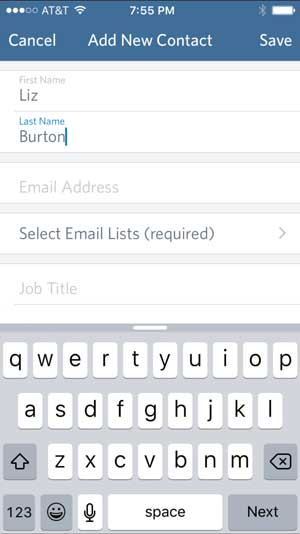 AT&T 7:55 PM
Cancel Add New Contact Save
First Name
Liz
Last Name
Burton
Email Address
Select Email Lists (required)
Job Title
q w e r t y u i o p
a s d f g h j k l
z x c v b n m
123 space Next